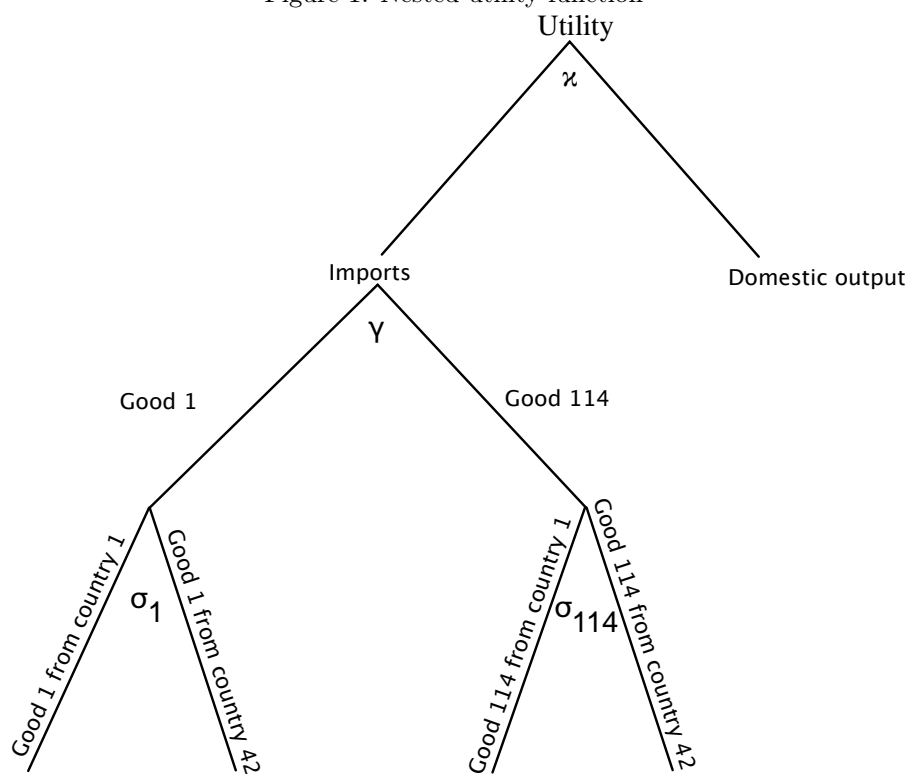 Figure 1: Nested utility function
Utility
ϰ
Imports
Domestic output
γ
Good 1
Good 114
Good 1 from country 1
σ1
Good 1 from country 42
Good 114 from country 1
σ114
Good 114 from country 42